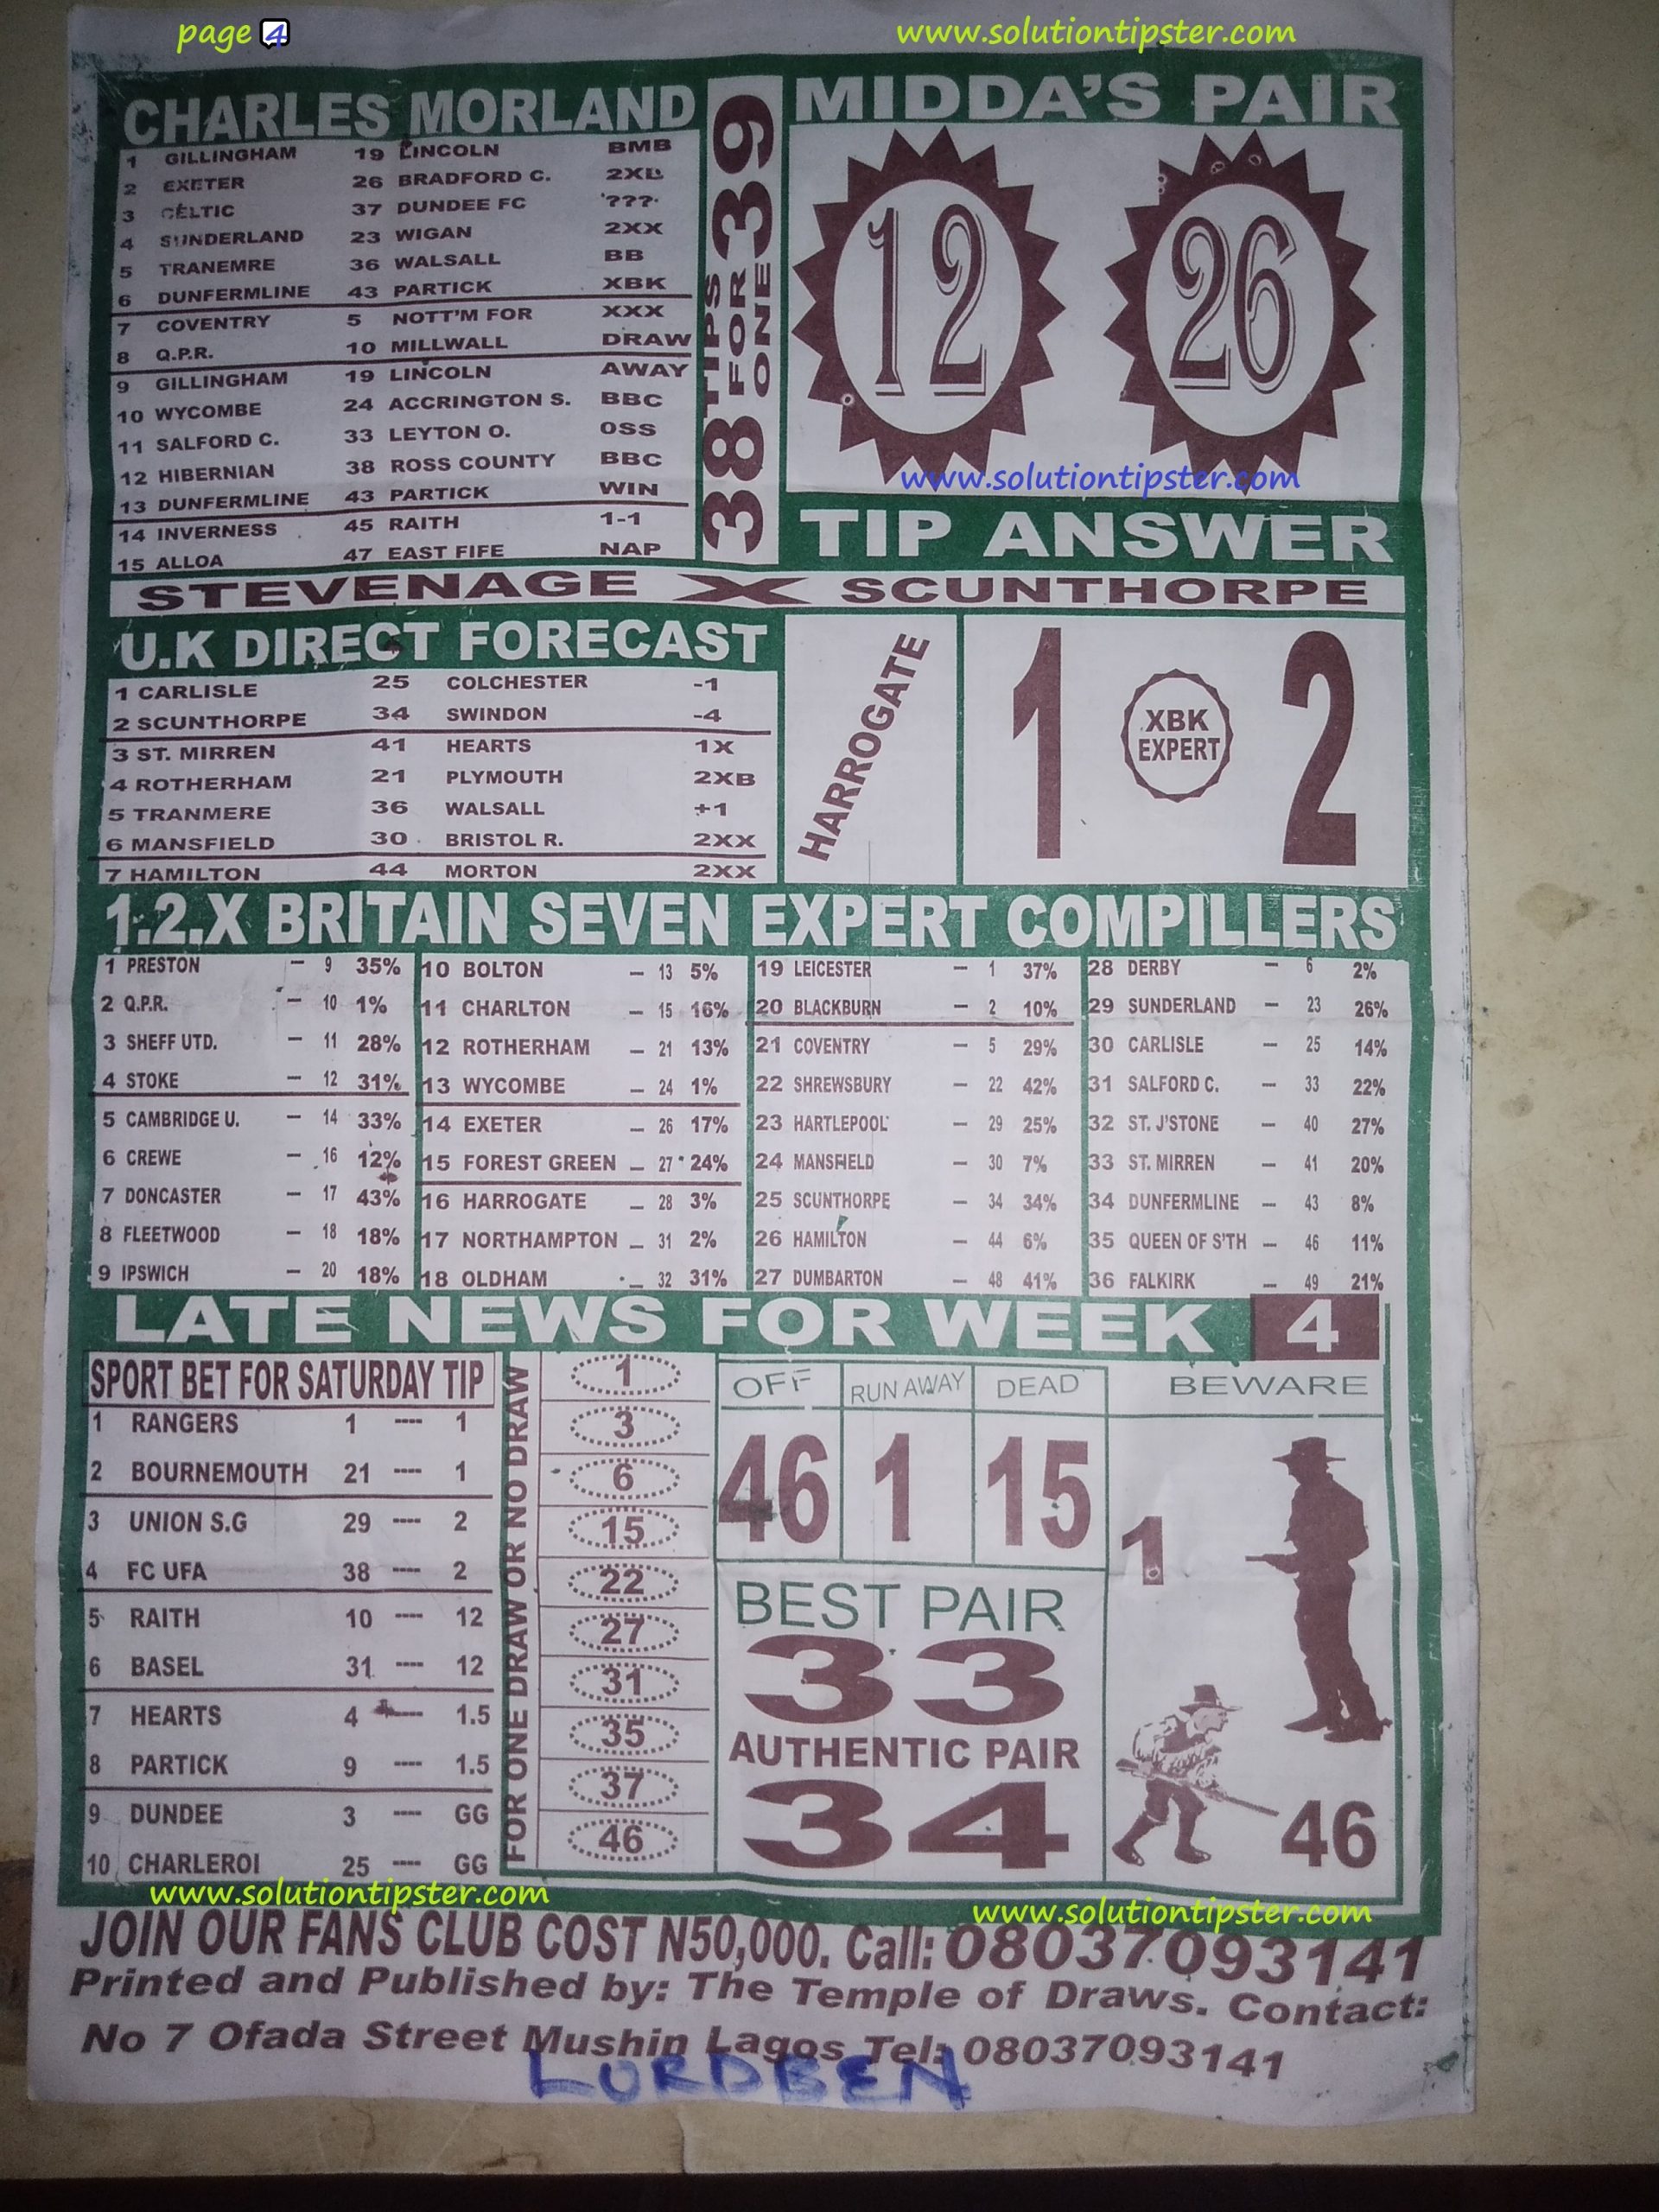 page 4
www.solutiontipster.com
CHARLES MORLAND
1 GILLINGHAM 19 LINCOLN BMB
2 EXETER 26 BRADFORD C. 2XB
3 CELTIC 37 DUNDEE FC ???
4 SUNDERLAND 23 WIGAN 2XX
5 TRANEMRE 36 WALSALL BB
6 DUNFERMLINE 43 PARTICK XBK
7 COVENTRY 5 NOTT'M FOR XXX
8 Q.P.R. 10 MILLWALL DRAW
9 GILLINGHAM 19 LINCOLN AWAY
10 WYCOMBE 24 ACCRINGTON S. BBC
11 SALFORD C. 33 LEYTON O. OSS
12 HIBERNIAN 38 ROSS COUNTY BBC
13 DUNFERMLINE 43 PARTICK WIN
14 INVERNESS 45 RAITH 1-1
15 ALLOA 47 EAST FIFE NAP
38 TIPS FOR ONE 39
MIDDA'S PAIR
12 26
www.solutiontipster.com
TIP ANSWER
STEVENAGE X SCUNTHORPE
U.K DIRECT FORECAST
1 CARLISLE 25 COLCHESTER -1
2 SCUNTHORPE 34 SWINDON -4
3 ST. MIRREN 41 HEARTS 1X
4 ROTHERHAM 21 PLYMOUTH 2XB
5 TRANMERE 36 WALSALL +1
6 MANSFIELD 30 BRISTOL R. 2XX
7 HAMILTON 44 MORTON 2XX
HARROGATE
1 XBK EXPERT 2
1.2.X BRITAIN SEVEN EXPERT COMPILLERS
1 PRESTON – 9 35%
2 Q.P.R. – 10 1%
3 SHEFF UTD. – 11 28%
4 STOKE – 12 31%
5 CAMBRIDGE U. – 14 33%
6 CREWE – 16 12%
7 DONCASTER – 17 43%
8 FLEETWOOD – 18 18%
9 IPSWICH – 20 18%
10 BOLTON – 13 5%
11 CHARLTON – 15 16%
12 ROTHERHAM – 21 13%
13 WYCOMBE – 24 1%
14 EXETER – 26 17%
15 FOREST GREEN – 27 24%
16 HARROGATE – 28 3%
17 NORTHAMPTON – 31 2%
18 OLDHAM – 32 31%
19 LEICESTER – 1 37%
20 BLACKBURN – 2 10%
21 COVENTRY – 5 29%
22 SHREWSBURY – 22 42%
23 HARTLEPOOL – 29 25%
24 MANSFIELD – 30 7%
25 SCUNTHORPE – 34 34%
26 HAMILTON – 44 6%
27 DUMBARTON – 48 41%
28 DERBY – 6 2%
29 SUNDERLAND – 23 26%
30 CARLISLE – 25 14%
31 SALFORD C. – 33 22%
32 ST. J'STONE – 40 27%
33 ST. MIRREN – 41 20%
34 DUNFERMLINE – 43 8%
35 QUEEN OF S'TH – 46 11%
36 FALKIRK – 49 21%
LATE NEWS FOR WEEK 4
SPORT BET FOR SATURDAY TIP
1 RANGERS 1 ---- 1
2 BOURNEMOUTH 21 ---- 1
3 UNION S.G 29 ---- 2
4 FC UFA 38 ---- 2
5 RAITH 10 ---- 12
6 BASEL 31 ---- 12
7 HEARTS 4 ---- 1.5
8 PARTICK 9 ---- 1.5
9 DUNDEE 3 ---- GG
10 CHARLEROI 25 ---- GG
FOR ONE DRAW OR NO DRAW
1
3
6
15
22
27
31
35
37
46
OFF RUN AWAY DEAD
46 1 15
BEST PAIR
33
AUTHENTIC PAIR
34
BEWARE
1
46
www.solutiontipster.com
www.solutiontipster.com
JOIN OUR FANS CLUB COST N50,000. Call: 08037093141
Printed and Published by: The Temple of Draws. Contact:
No 7 Ofada Street Mushin Lagos Tel: 08037093141
LORDBEN